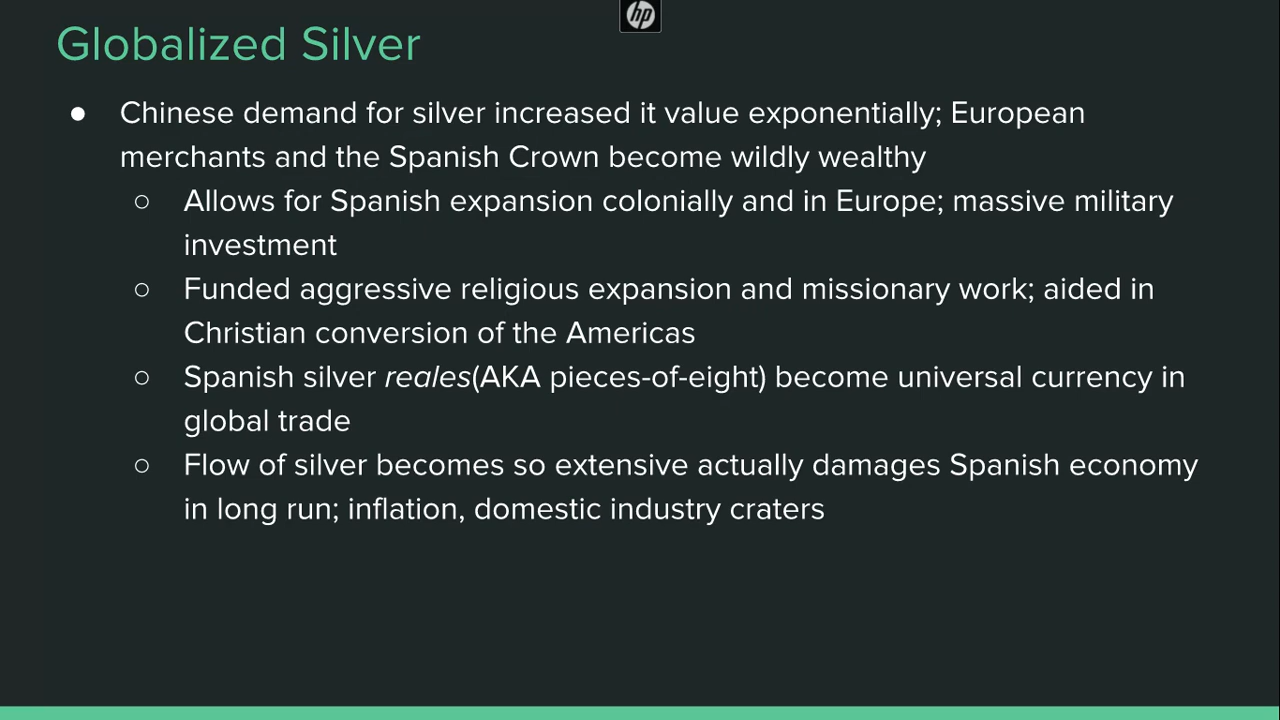 hp
Globalized Silver
● Chinese demand for silver increased it value exponentially; European
merchants and the Spanish Crown become wildly wealthy
○ Allows for Spanish expansion colonially and in Europe; massive military
investment
○ Funded aggressive religious expansion and missionary work; aided in
Christian conversion of the Americas
○ Spanish silver reales(AKA pieces-of-eight) become universal currency in
global trade
○ Flow of silver becomes so extensive actually damages Spanish economy
in long run; inflation, domestic industry craters